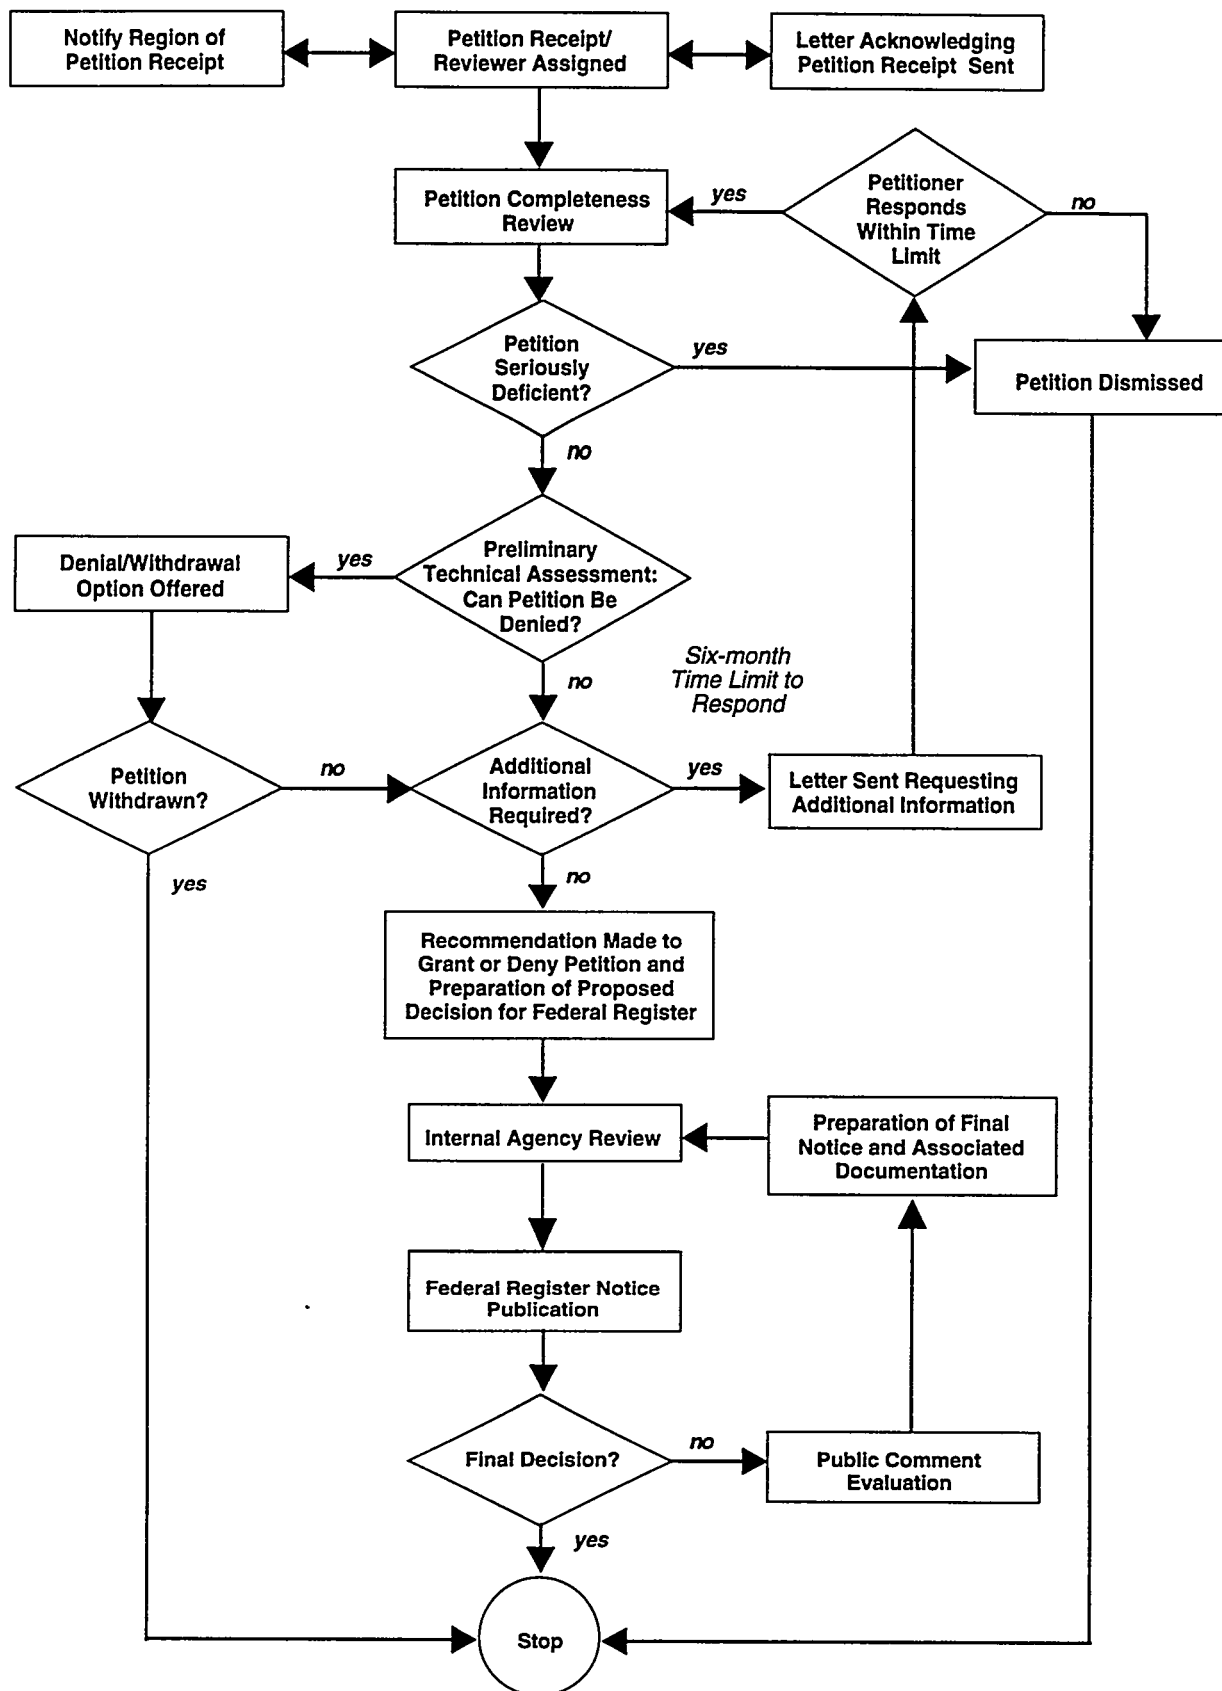 Notify Region of
Petition Receipt
Petition Receipt/
Reviewer Assigned
Letter Acknowledging
Petition Receipt Sent
Petition Completeness
Review
yes
Petitioner
Responds
Within Time
Limit
no
Petition
Seriously
Deficient?
yes
Petition Dismissed
no
Denial/Withdrawal
Option Offered
yes
Preliminary
Technical Assessment:
Can Petition Be
Denied?
no
Six-month
Time Limit to
Respond
Petition
Withdrawn?
no
Additional
Information
Required?
yes
Letter Sent Requesting
Additional Information
yes
no
Recommendation Made to
Grant or Deny Petition and
Preparation of Proposed
Decision for Federal Register
Internal Agency Review
Preparation of Final
Notice and Associated
Documentation
Federal Register Notice
Publication
Final Decision?
no
Public Comment
Evaluation
yes
Stop